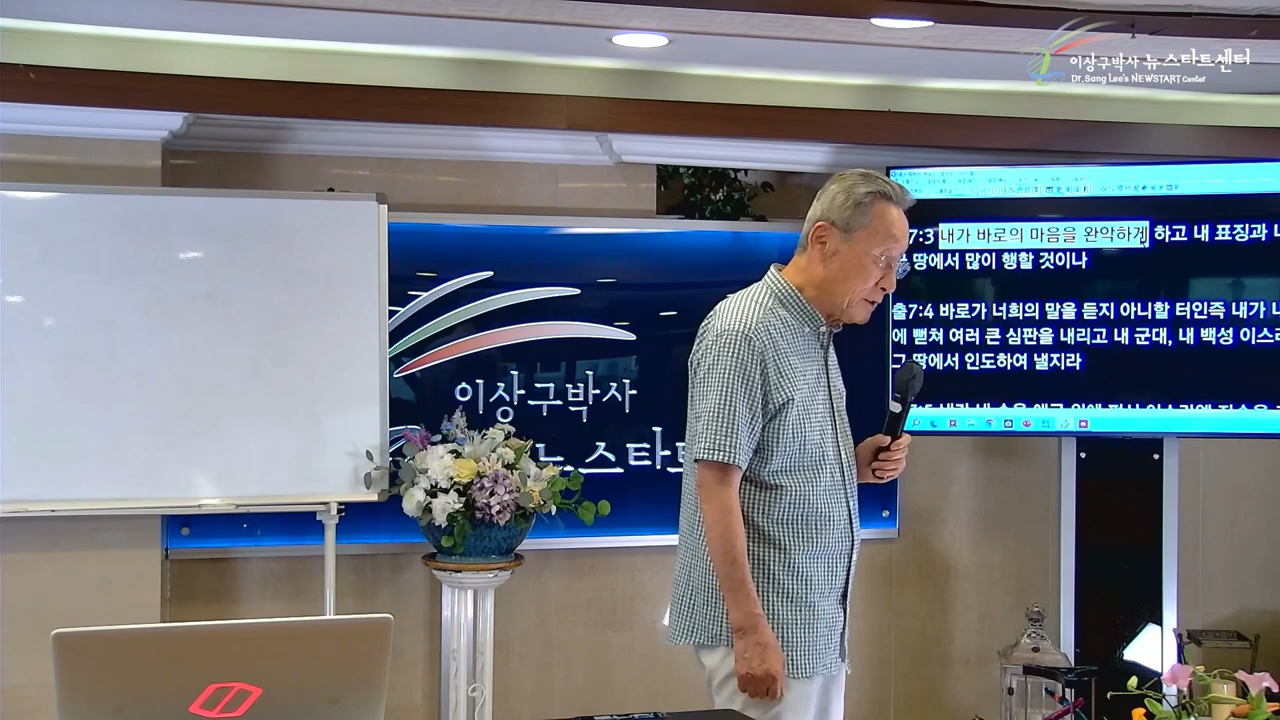 이상구박사 뉴스타트센터
Dr. Sang Lee's NEWSTART Center
7:3 내가 바로의 마음을 완악하게 하고 내 표징과
땅에서 많이 행할 것이나
출7:4 바로가 너희의 말을 듣지 아니할 터인즉 내가
에 뻗쳐 여러 큰 심판을 내리고 내 군대, 내 백성
그 땅에서 인도하여 낼지라
이상구박사
뉴스타트